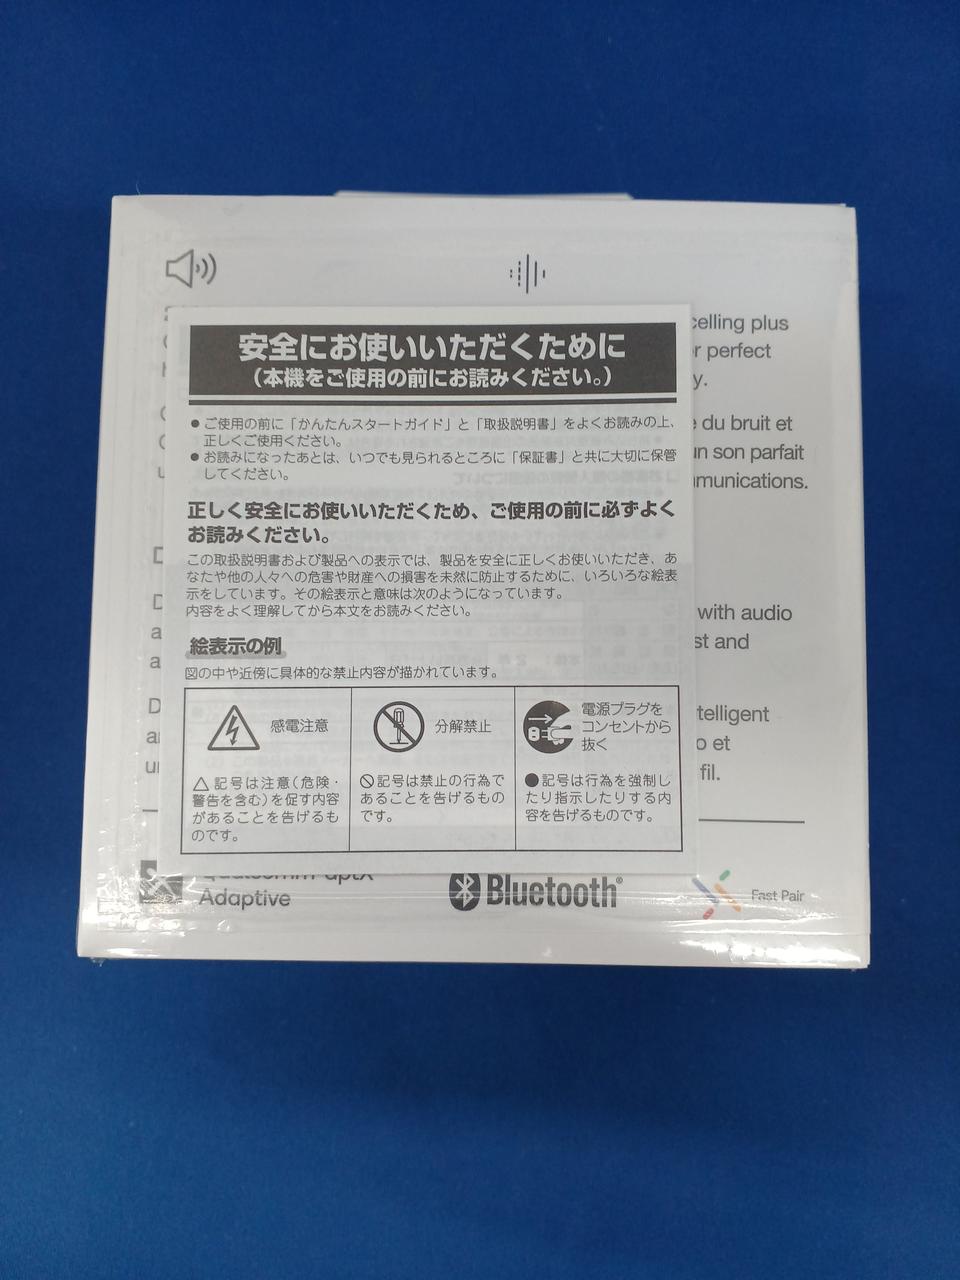 安全にお使いいただくために
（本機をご使用の前にお読みください。）
● ご使用の前に「かんたんスタートガイド」と「取扱説明書」をよくお読みの上、
正しくご使用ください。
● お読みになったあとは、いつでも見られるところに「保証書」と共に大切に保管
してください。
正しく安全にお使いいただくため、ご使用の前に必ずよく
お読みください。
この取扱説明書および製品への表示では、製品を安全に正しくお使いいただき、あ
なたや他の人々への危害や財産への損害を未然に防止するために、いろいろな絵表
示をしています。その絵表示と意味は次のようになっています。
内容をよく理解してから本文をお読みください。
絵表示の例
図の中や近傍に具体的な禁止内容が描かれています。
感電注意
△記号は注意（危険・
警告を含む）を促す内容
があることを告げるも
のです。
分解禁止
⃠記号は禁止の行為で
あることを告げるもの
です。
電源プラグを
コンセントから
抜く
●記号は行為を強制し
たり指示したりする内
容を告げるものです。
celling plus
r perfect
y.
du bruit et
un son parfait
munications.
with audio
st and
telligent
o et
fil.
Qualcomm aptX
Adaptive
Bluetooth®
Fast Pair